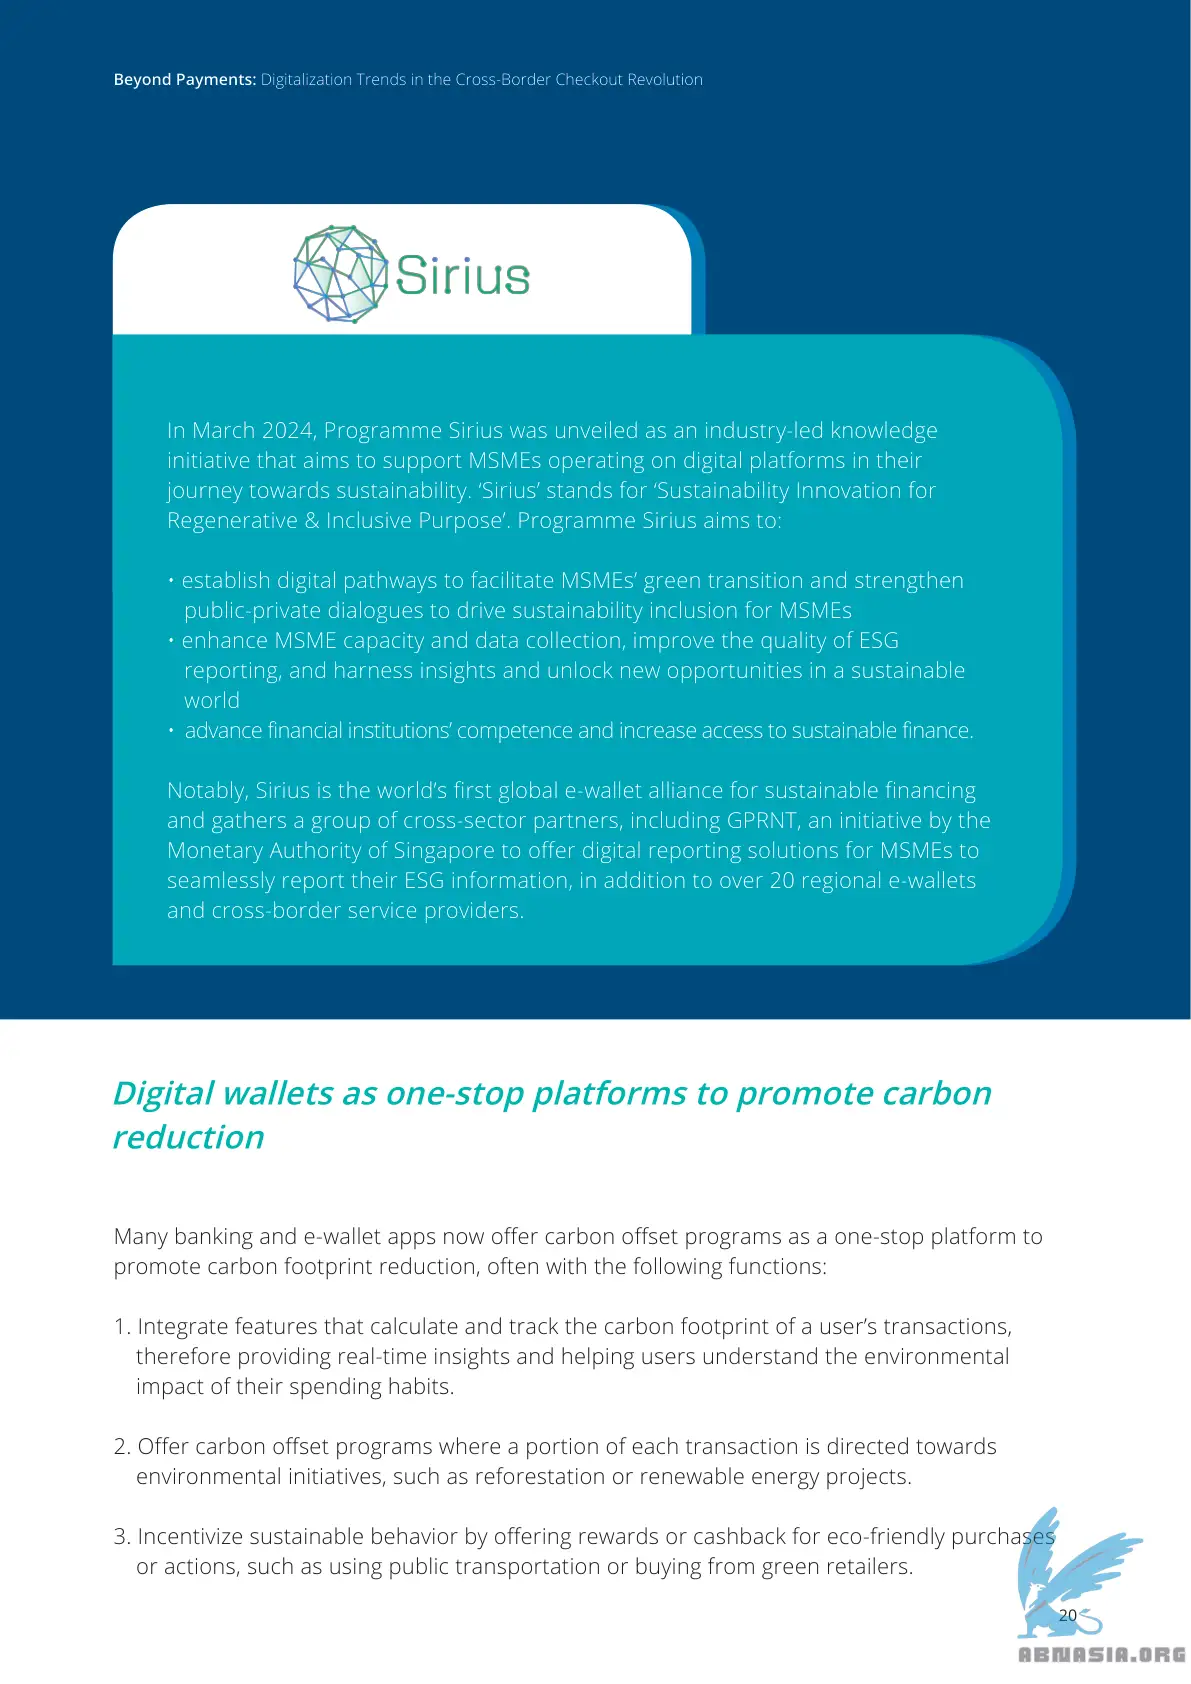 Beyond Payments: Digitalization Trends in the Cross-Border Checkout Revolution
Sirius
In March 2024, Programme Sirius was unveiled as an industry-led knowledge
initiative that aims to support MSMEs operating on digital platforms in their
journey towards sustainability. ‘Sirius’ stands for ‘Sustainability Innovation for
Regenerative & Inclusive Purpose’. Programme Sirius aims to:
• establish digital pathways to facilitate MSMEs’ green transition and strengthen
public-private dialogues to drive sustainability inclusion for MSMEs
• enhance MSME capacity and data collection, improve the quality of ESG
reporting, and harness insights and unlock new opportunities in a sustainable
world
• advance financial institutions’ competence and increase access to sustainable finance.
Notably, Sirius is the world’s first global e-wallet alliance for sustainable financing
and gathers a group of cross-sector partners, including GPRNT, an initiative by the
Monetary Authority of Singapore to offer digital reporting solutions for MSMEs to
seamlessly report their ESG information, in addition to over 20 regional e-wallets
and cross-border service providers.
Digital wallets as one-stop platforms to promote carbon
reduction
Many banking and e-wallet apps now offer carbon offset programs as a one-stop platform to
promote carbon footprint reduction, often with the following functions:
1. Integrate features that calculate and track the carbon footprint of a user’s transactions,
therefore providing real-time insights and helping users understand the environmental
impact of their spending habits.
2. Offer carbon offset programs where a portion of each transaction is directed towards
environmental initiatives, such as reforestation or renewable energy projects.
3. Incentivize sustainable behavior by offering rewards or cashback for eco-friendly purchases
or actions, such as using public transportation or buying from green retailers.
20
ABNASIA.ORG